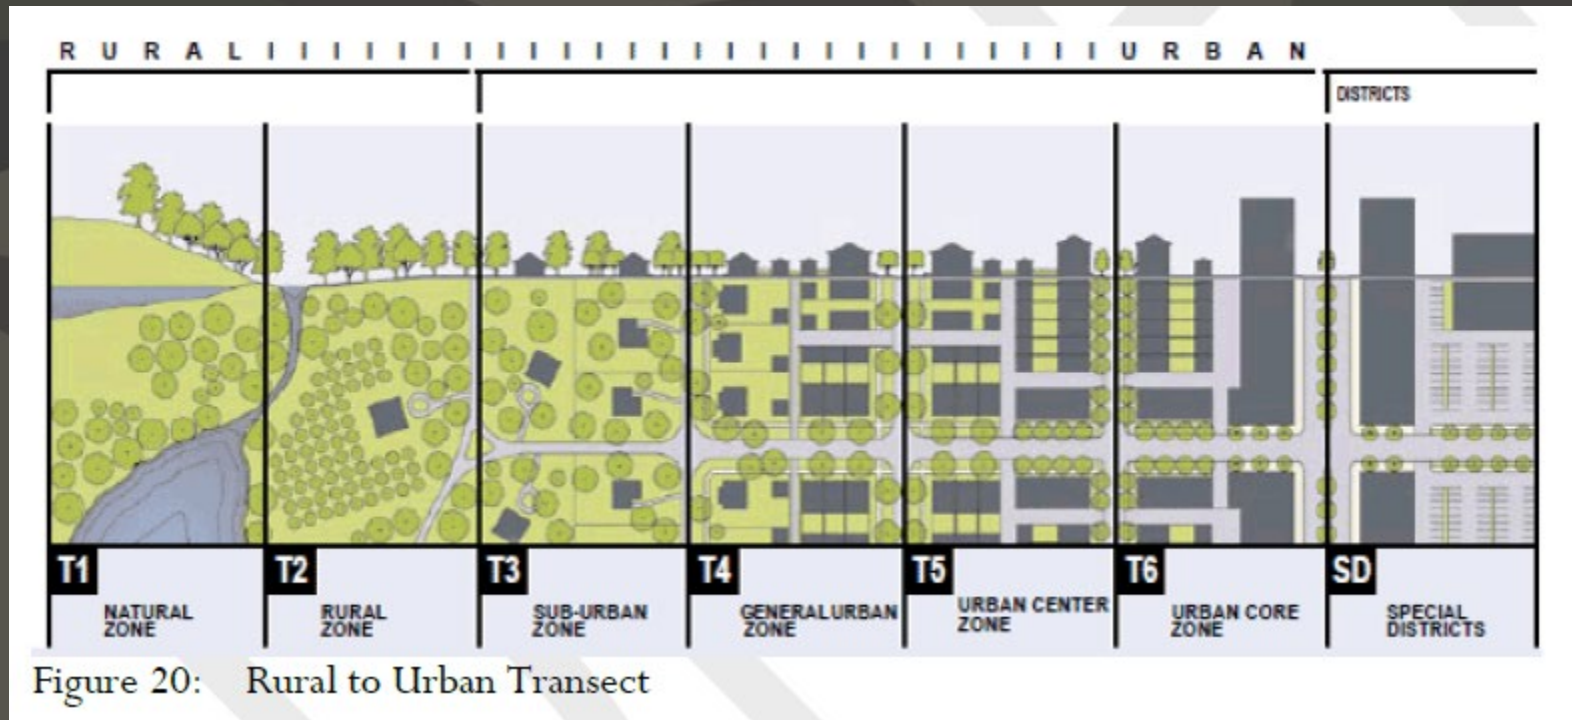 R U R A L I I I I I I I I I I I I I I I I I I I I I I I I I I U R B A N
DISTRICTS
T1
NATURAL
ZONE
T2
RURAL
ZONE
T3
SUB-URBAN
ZONE
T4
GENERAL URBAN
ZONE
T5
URBAN CENTER
ZONE
T6
URBAN CORE
ZONE
SD
SPECIAL
DISTRICTS
Figure 20: Rural to Urban Transect